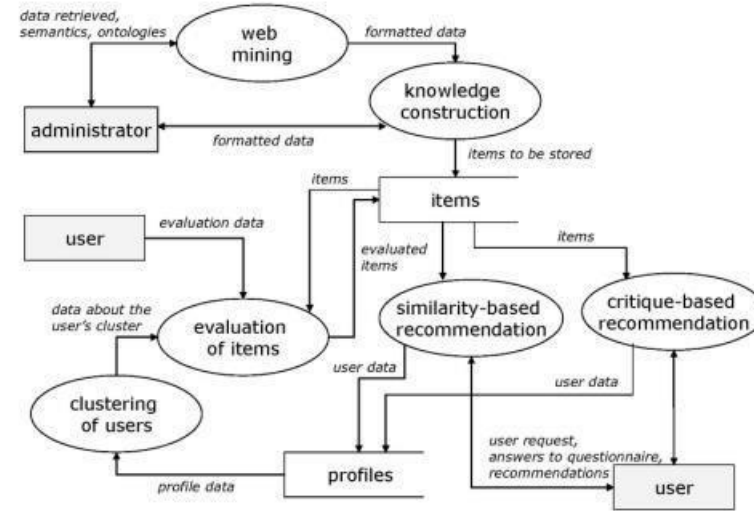 data retrieved,
semantics, ontologies
web
mining
formatted data
knowledge
construction
administrator
formatted data
items to be stored
items
items
user
evaluation data
evaluated
items
items
data about the
user's cluster
evaluation
of items
similarity-based
recommendation
critique-based
recommendation
user data
user data
clustering
of users
user request,
answers to questionnaire,
recommendations
profile data
profiles
user